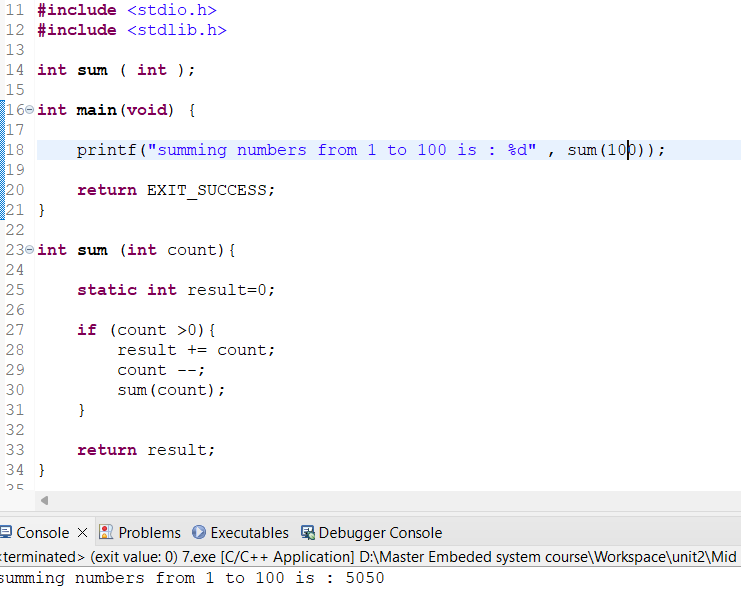 11 #include <stdio.h>
12 #include <stdlib.h>
13
14 int sum ( int );
15
16 int main(void) {
17
18     printf("summing numbers from 1 to 100 is : %d" , sum(100));
19
20     return EXIT_SUCCESS;
21 }
22
23 int sum (int count){
24
25     static int result=0;
26
27     if (count >0){
28         result += count;
29         count --;
30         sum(count);
31     }
32
33     return result;
34 }
35
Console Problems Executables Debugger Console
<terminated> (exit value: 0) 7.exe [C/C++ Application] D:\Master Embeded system course\Workspace\unit2\Mid
summing numbers from 1 to 100 is : 5050